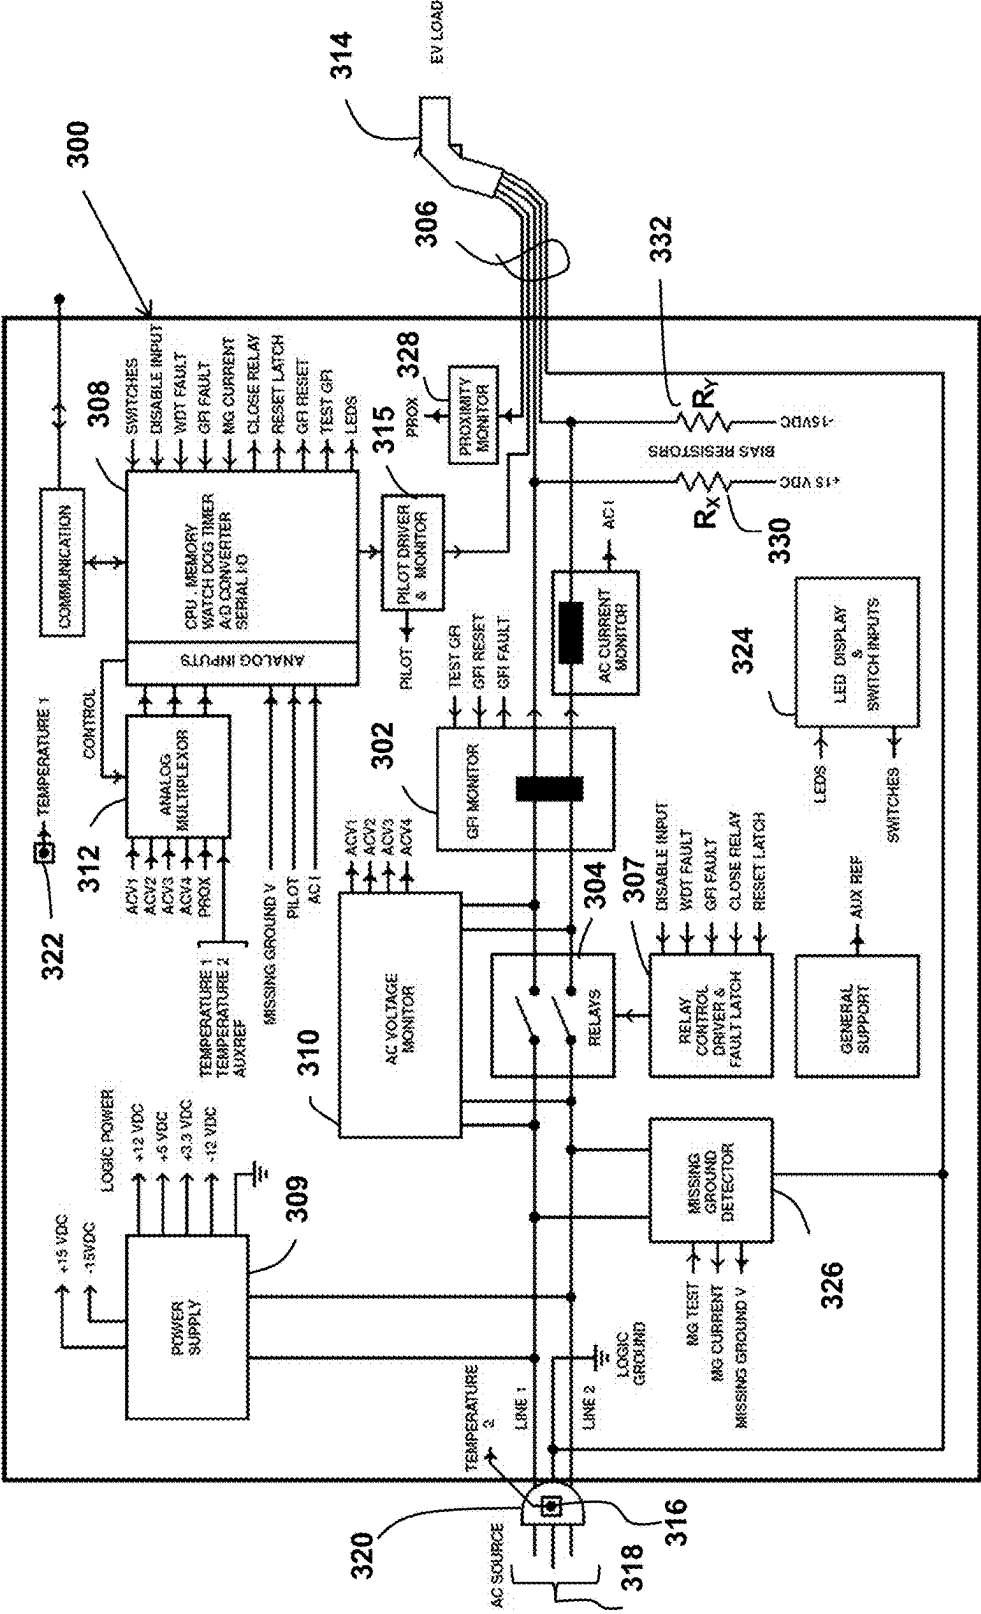 300
314
EV LOAD
306
COMMUNICATION
308
CPU , MEMORY
WATCH DOG TIMER
A/D CONVERTER
SERIAL I/O
ANALOG INPUTS
SWITCHES
DISABLE INPUT
WDT FAULT
GFI FAULT
MG CURRENT
CLOSE RELAY
RESET LATCH
GFI RESET
TEST GFI
LEDS
322
TEMPERATURE 1
CONTROL
312
ANALOG
MULTIPLEXOR
ACV1
ACV2
ACV3
ACV4
PROX
TEMPERATURE 1
TEMPERATURE 2
AUXREF
MISSING GROUND V
PILOT
AC I
315
PILOT DRIVER
& MONITOR
PILOT
328
PROX
PROXIMITY
MONITOR
332
RY
-15VDC
BIAS RESISTORS
RX
+15 VDC
330
AC I
AC CURRENT
MONITOR
302
GFI MONITOR
TEST GFI
GFI RESET
GFI FAULT
324
LED DISPLAY
&
SWITCH INPUTS
LEDS
SWITCHES
310
AC VOLTAGE
MONITOR
ACV1
ACV2
ACV3
ACV4
304
RELAYS
307
RELAY
CONTROL
DRIVER &
FAULT LATCH
DISABLE INPUT
WDT FAULT
GFI FAULT
CLOSE RELAY
RESET LATCH
GENERAL
SUPPORT
AUX REF
309
POWER
SUPPLY
+15 VDC
-15VDC
LOGIC POWER
+12 VDC
+5 VDC
+3.3 VDC
-12 VDC
326
MISSING
GROUND
DETECTOR
MG TEST
MG CURRENT
MISSING GROUND V
LOGIC
GROUND
LINE 1
LINE 2
TEMPERATURE
2
320
AC SOURCE
316
318